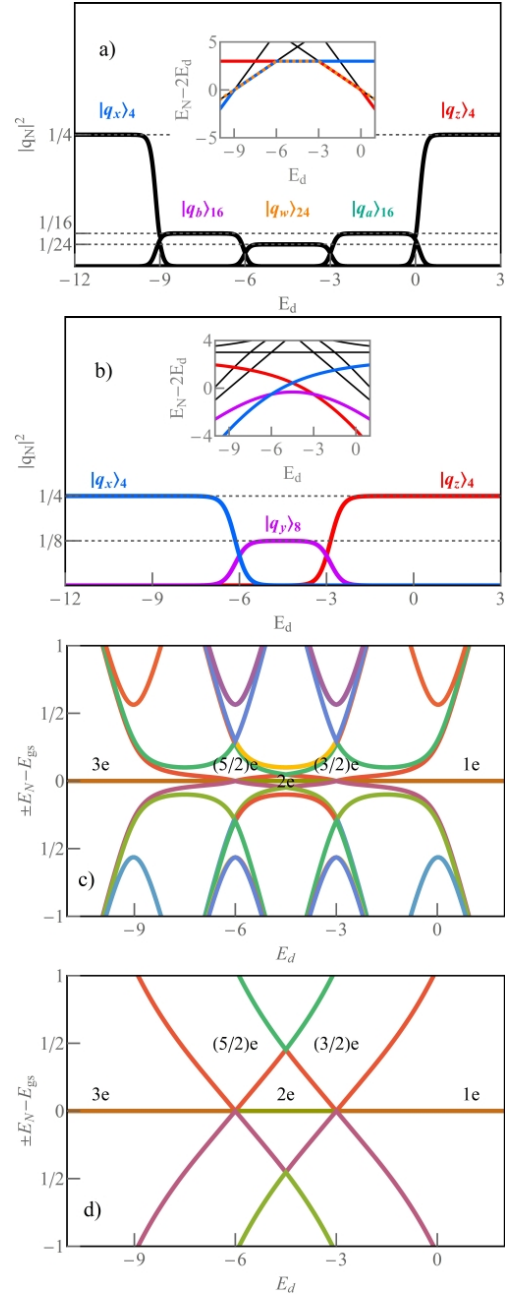 a)
5
0
−5
E_N−2E_d
−9 −6 −3 0
E_d
|q_x⟩_4
|q_z⟩_4
|q_b⟩_16
|q_w⟩_24
|q_a⟩_16
|q_N|^2
1/4
1/16
1/24
−12 −9 −6 −3 0 3
E_d
b)
4
0
−4
E_N−2E_d
−9 −6 −3 0
E_d
|q_x⟩_4
|q_z⟩_4
|q_y⟩_8
|q_N|^2
1/4
1/8
−12 −9 −6 −3 0 3
E_d
1
1/2
0
1/2
−1
±E_N−E_gs
3e (5/2)e 2e (3/2)e 1e
c)
−9 −6 −3 0
E_d
1
1/2
0
1/2
−1
±E_N−E_gs
(5/2)e (3/2)e
3e 2e 1e
d)
−9 −6 −3 0
E_d